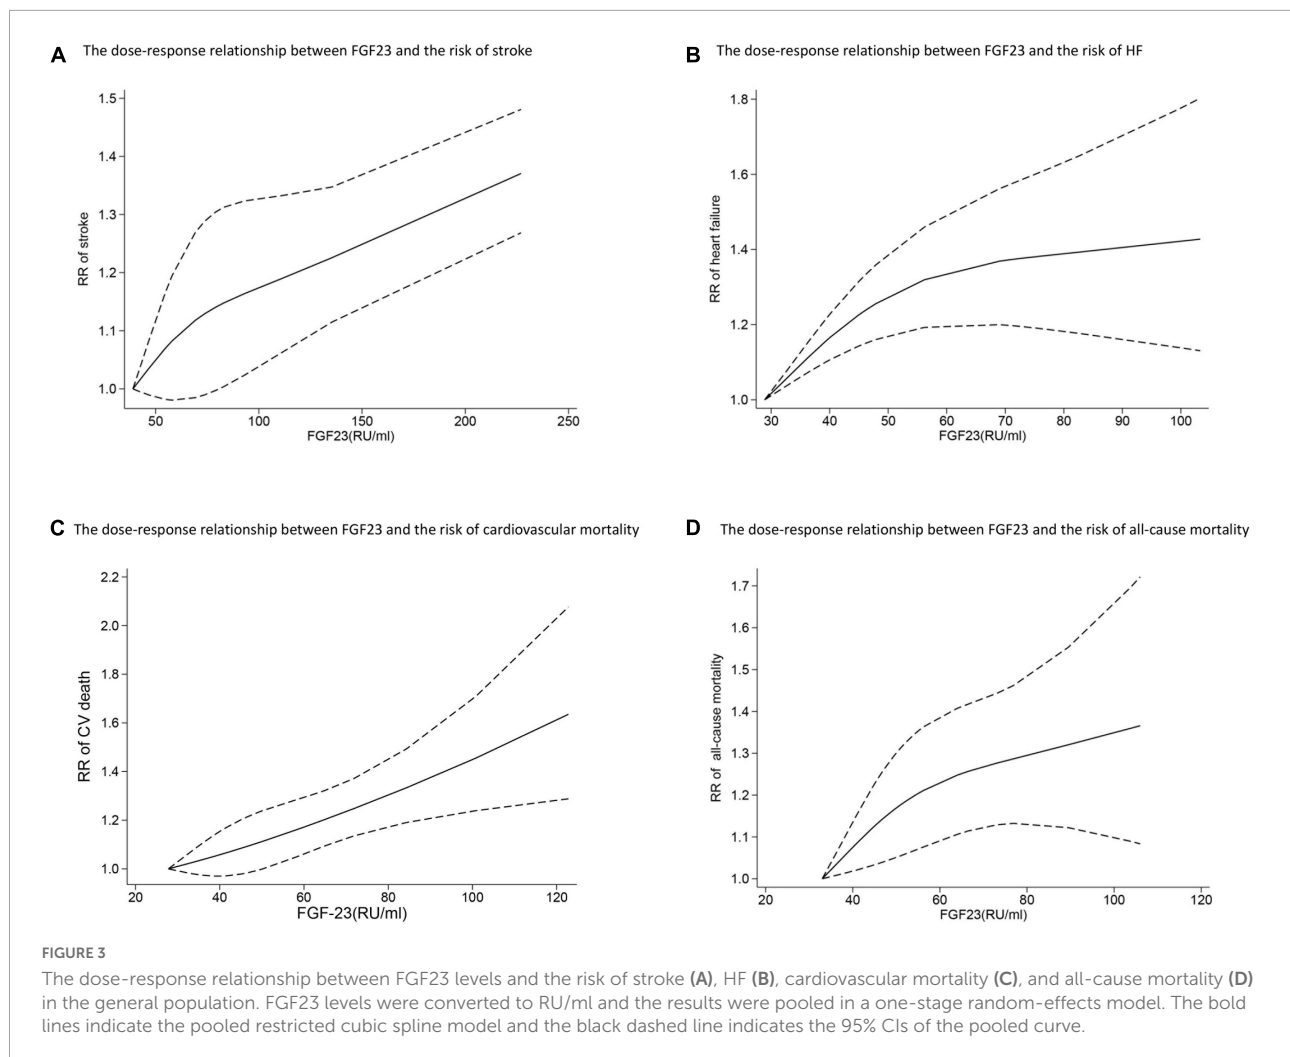 A The dose-response relationship between FGF23 and the risk of stroke
1.5
1.4
1.3
1.2
1.1
1.0
RR of stroke
50 100 150 200 250
FGF23(RU/ml)
B The dose-response relationship between FGF23 and the risk of HF
1.8
1.6
1.4
1.2
1.0
RR of heart failure
30 40 50 60 70 80 90 100
FGF23(RU/ml)
C The dose-response relationship between FGF23 and the risk of cardiovascular mortality
2.2
2.0
1.8
1.6
1.4
1.2
1.0
RR of CV death
20 40 60 80 100 120
FGF-23(RU/ml)
D The dose-response relationship between FGF23 and the risk of all-cause mortality
1.7
1.6
1.5
1.4
1.3
1.2
1.1
1.0
RR of all-cause mortality
20 40 60 80 100 120
FGF23(RU/ml)
FIGURE 3
The dose-response relationship between FGF23 levels and the risk of stroke (A), HF (B), cardiovascular mortality (C), and all-cause mortality (D)
in the general population. FGF23 levels were converted to RU/ml and the results were pooled in a one-stage random-effects model. The bold
lines indicate the pooled restricted cubic spline model and the black dashed line indicates the 95% CIs of the pooled curve.